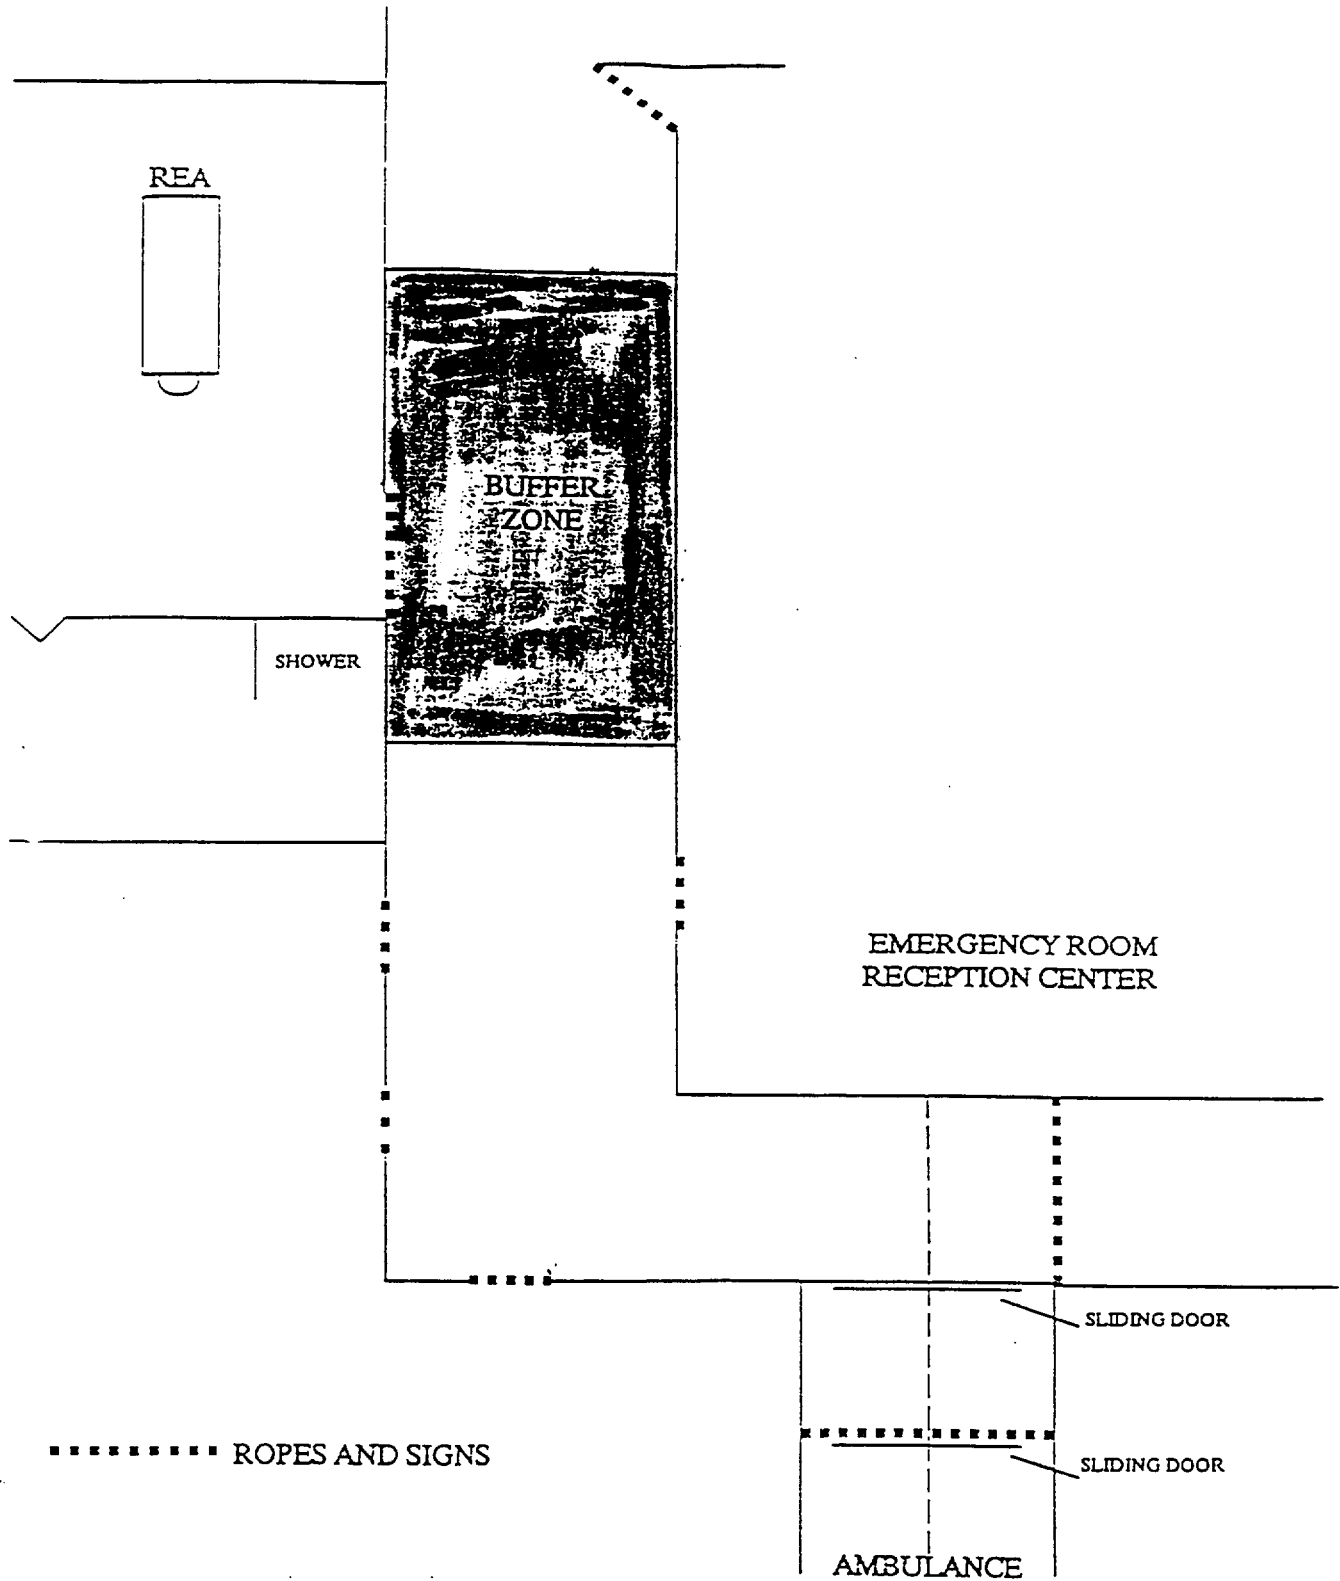 REA
BUFFER
ZONE
SHOWER
EMERGENCY ROOM
RECEPTION CENTER
SLIDING DOOR
ROPES AND SIGNS
SLIDING DOOR
AMBULANCE